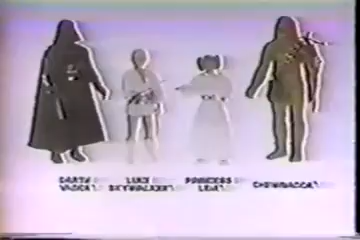 DARTH
VADER
LUKE
SKYWALKER
PRINCESS
LEIA
CHEWBACCA